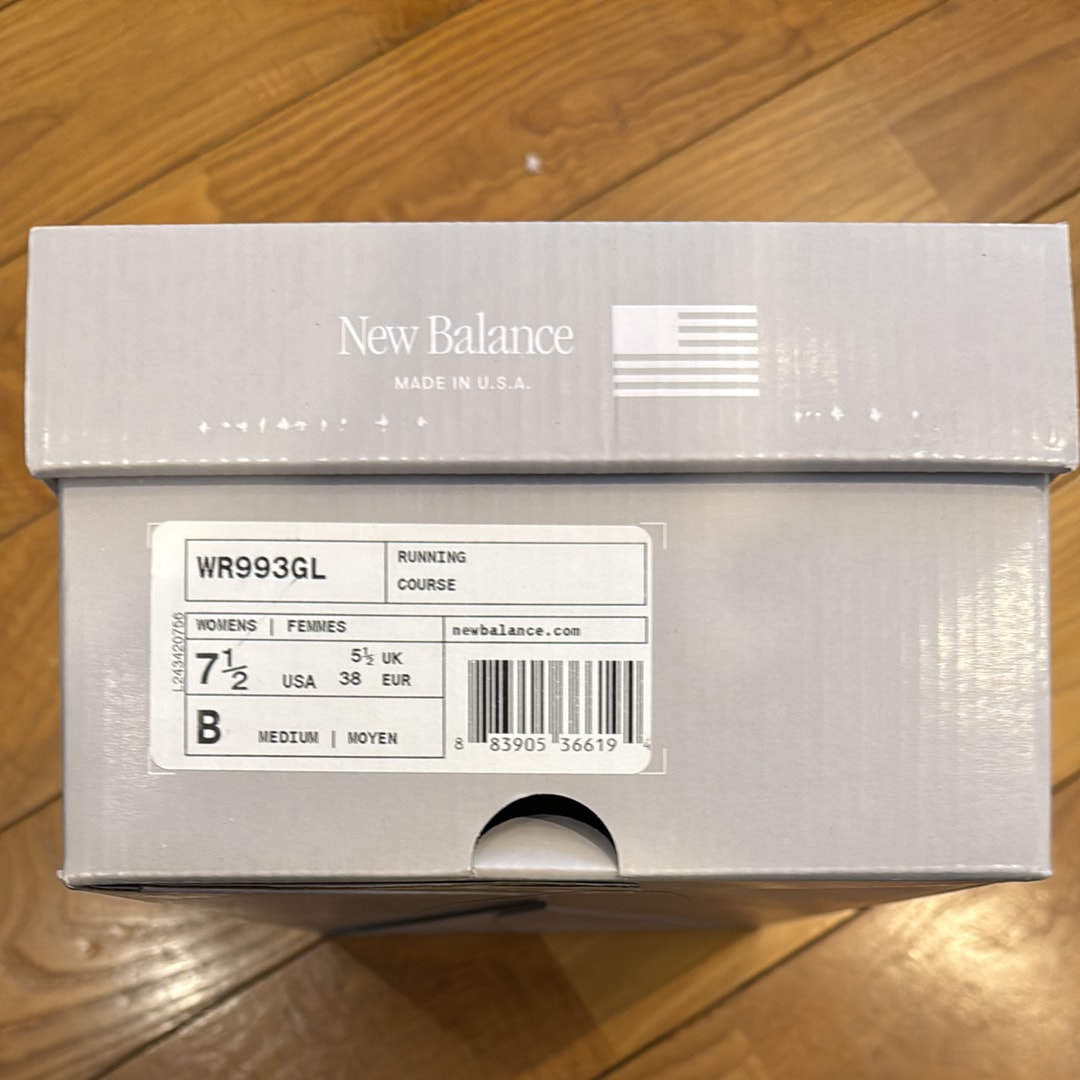 New Balance
MADE IN U.S.A.
WR993GL
RUNNING
COURSE
L243420756
WOMENS | FEMMES
newbalance.com
7½ USA
5½ UK
38 EUR
B MEDIUM | MOYEN
8 83905 36619 4